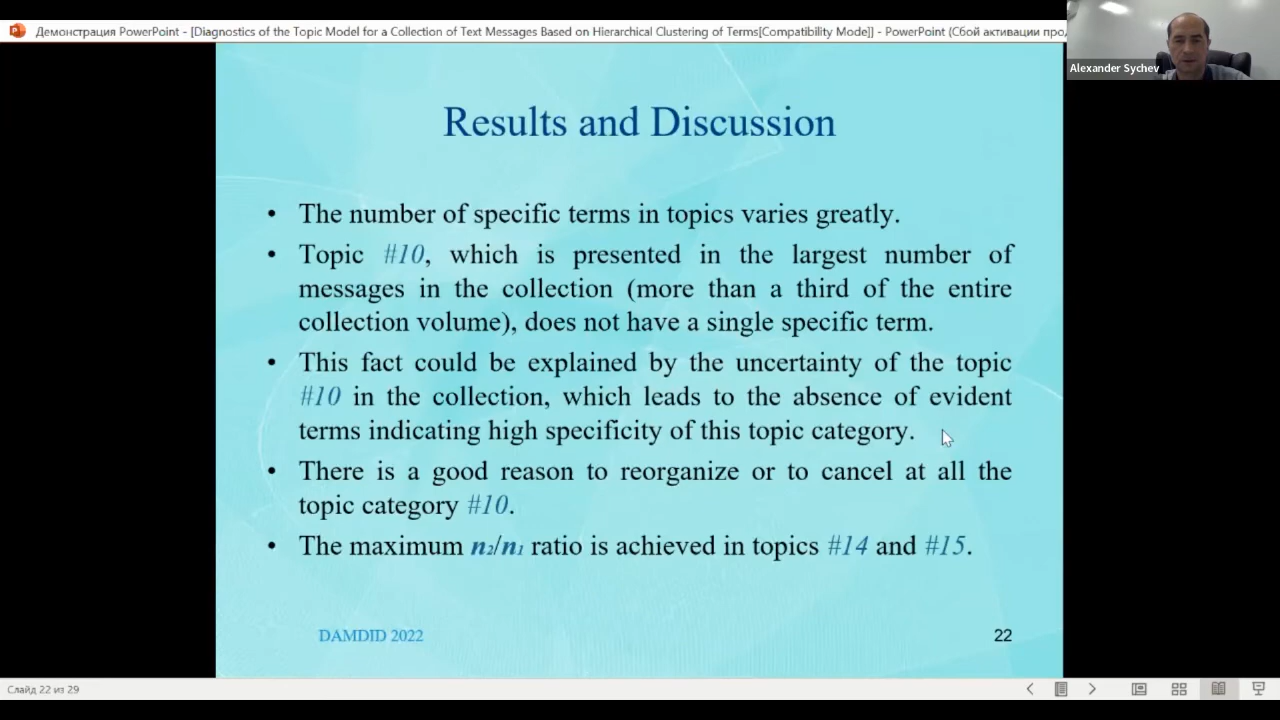 Демонстрация PowerPoint - [Diagnostics of the Topic Model for a Collection of Text Messages Based on Hierarchical Clustering of Terms[Compatibility Mode]] - PowerPoint (Сбой активации про
Alexander Sychev
Results and Discussion
• The number of specific terms in topics varies greatly.
• Topic #10, which is presented in the largest number of
messages in the collection (more than a third of the entire
collection volume), does not have a single specific term.
• This fact could be explained by the uncertainty of the topic
#10 in the collection, which leads to the absence of evident
terms indicating high specificity of this topic category.
• There is a good reason to reorganize or to cancel at all the
topic category #10.
• The maximum n₂/n₁ ratio is achieved in topics #14 and #15.
DAMDID 2022
22
Слайд 22 из 29